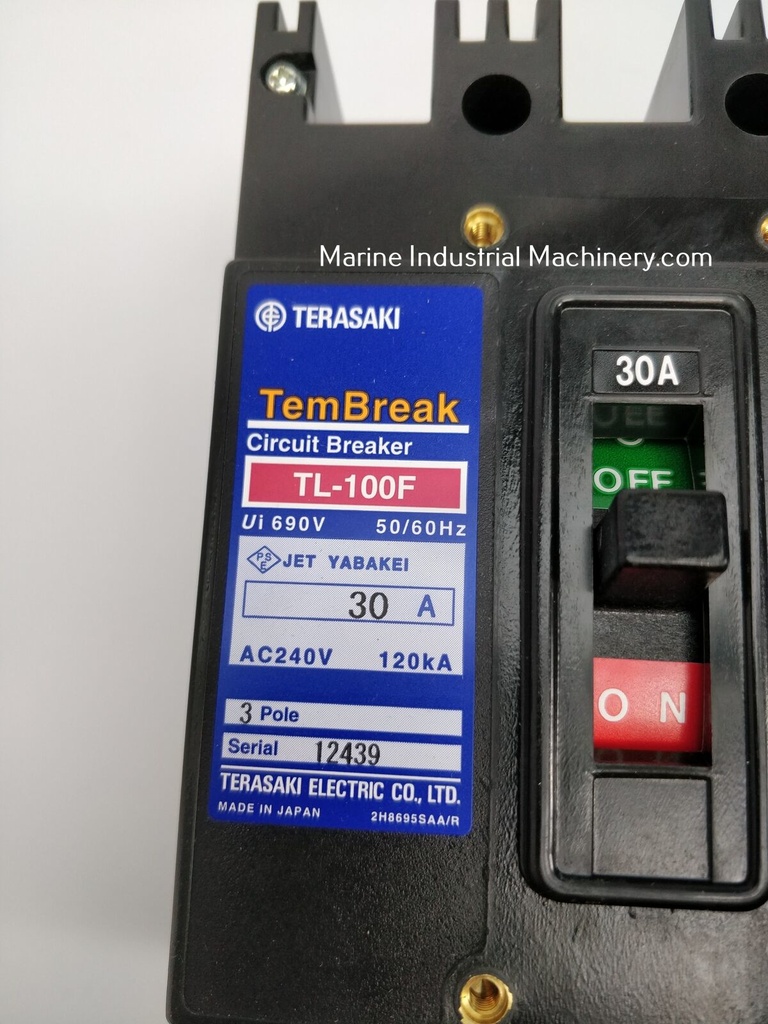 Marine Industrial Machinery.com
TERASAKI
TemBreak
Circuit Breaker
TL-100F
Ui 690V 50/60Hz
PSE JET YABAKEI
30 A
AC240V 120kA
3 Pole
Serial 12439
TERASAKI ELECTRIC CO., LTD.
MADE IN JAPAN 2H8695SAA/R
30A
OFF
ON